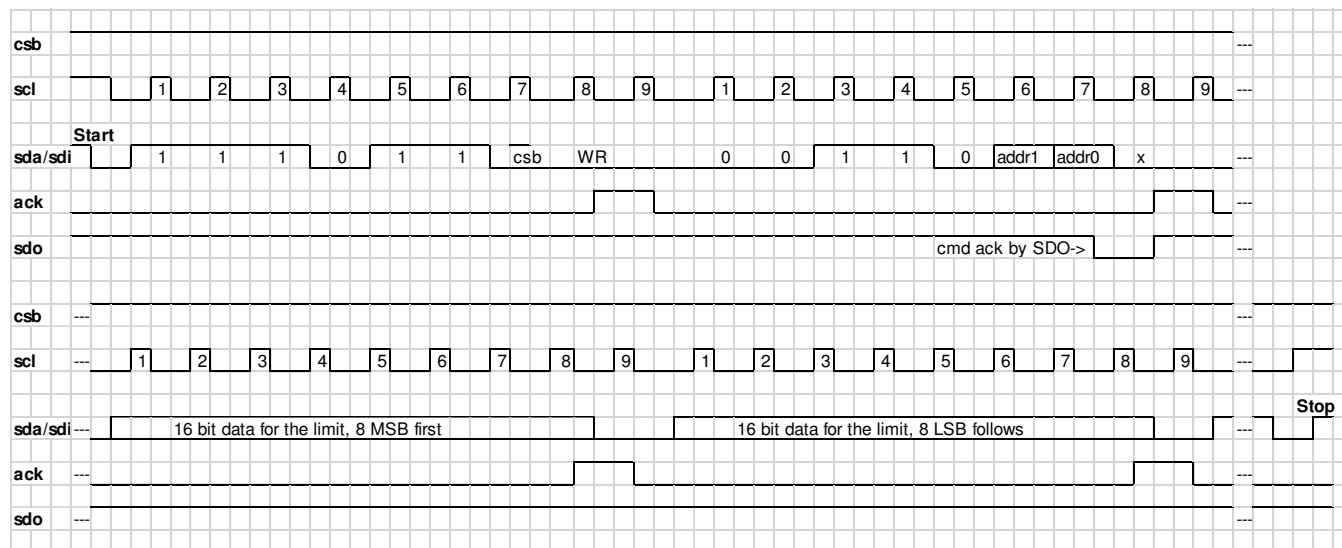 csb ---
scl 1 2 3 4 5 6 7 8 9 1 2 3 4 5 6 7 8 9 ---
Start
sda/sdi 1 1 1 0 1 1 csb WR 0 0 1 1 0 addr1 addr0 x ---
ack ---
sdo cmd ack by SDO-> ---
csb --- ---
scl --- 1 2 3 4 5 6 7 8 9 1 2 3 4 5 6 7 8 9 ---
Stop
sda/sdi --- 16 bit data for the limit, 8 MSB first 16 bit data for the limit, 8 LSB follows ---
ack --- ---
sdo --- ---